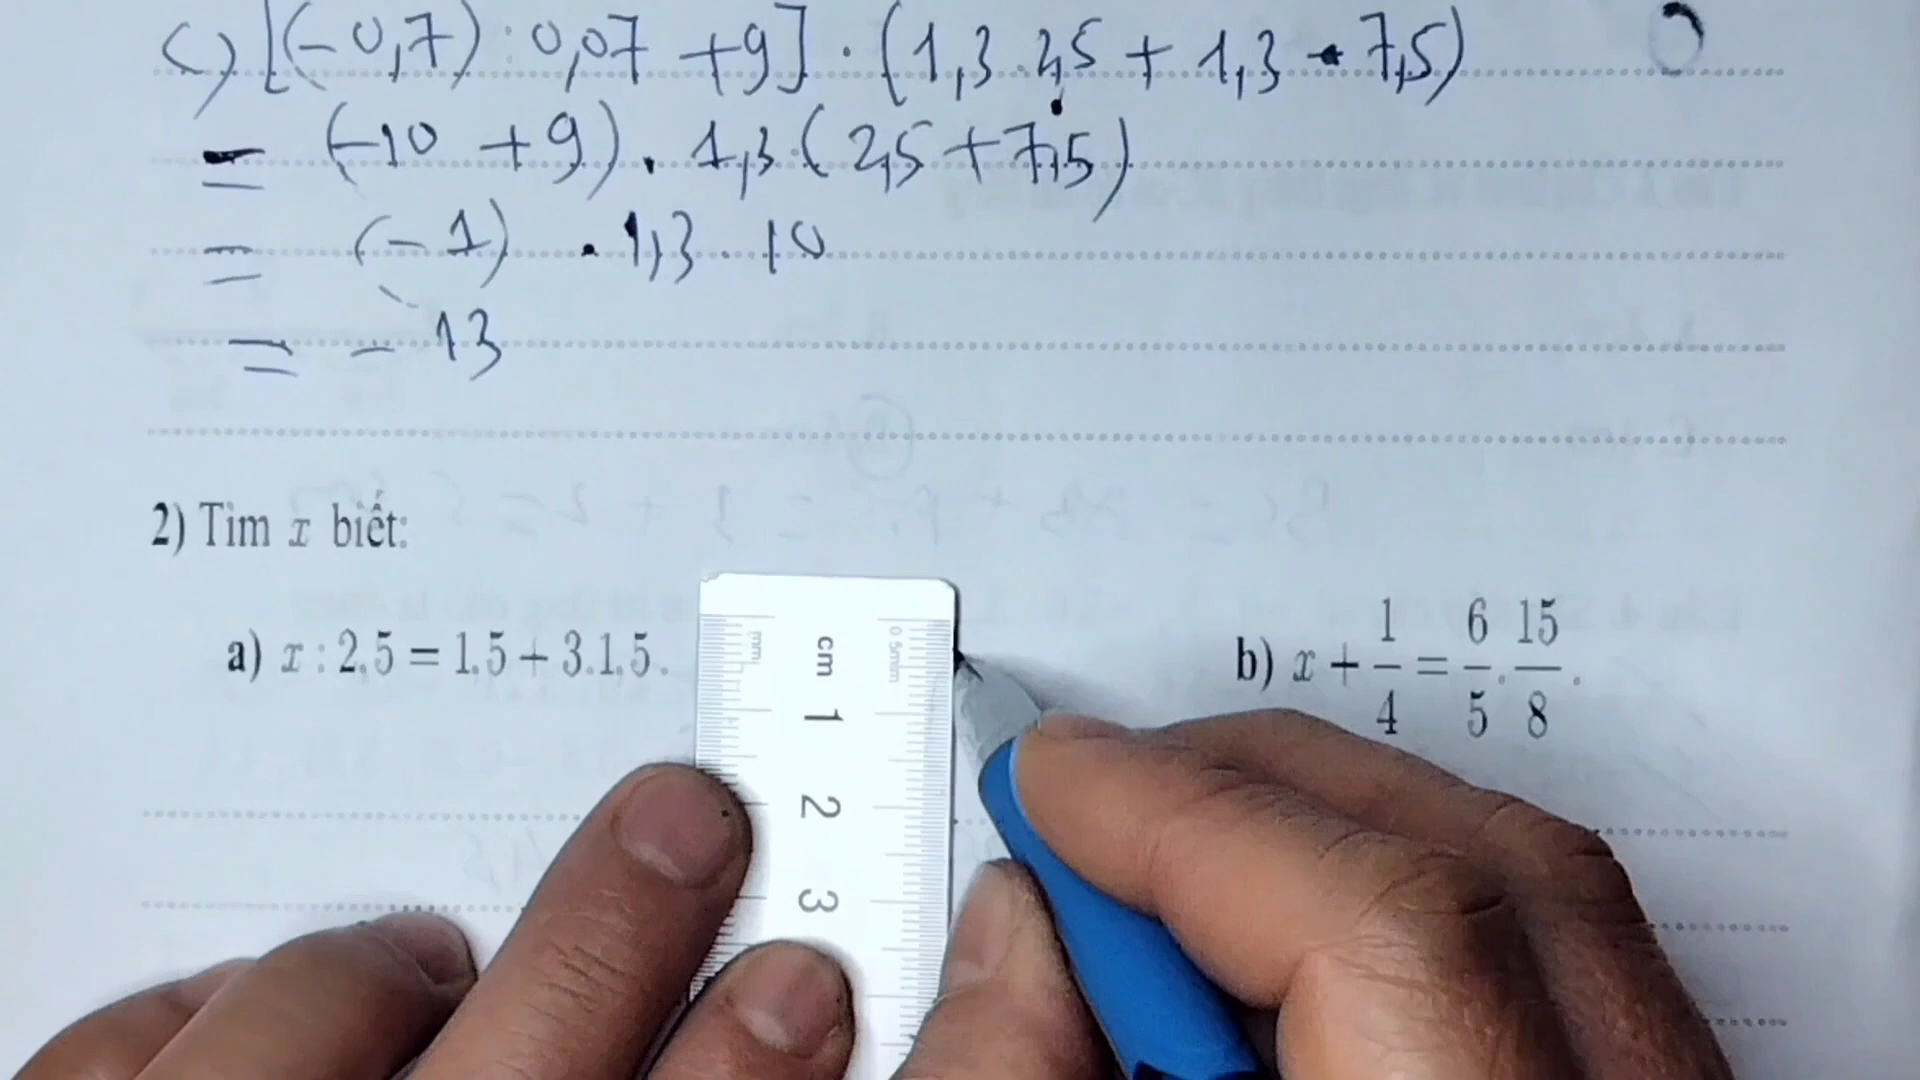 c) [(-0,7) : 0,07 + 9] . (1,3 . 2,5 + 1,3 . 7,5)
= (-10 + 9) . 1,3 (2,5 + 7,5)
= (-1) . 1,3 . 10
= - 13
2) Tìm x biết:
a) x : 2,5 = 1,5 + 3.1,5.
b) x + 1/4 = 6/5 . 15/8 .
mm cm 0.5mm
1
2
3